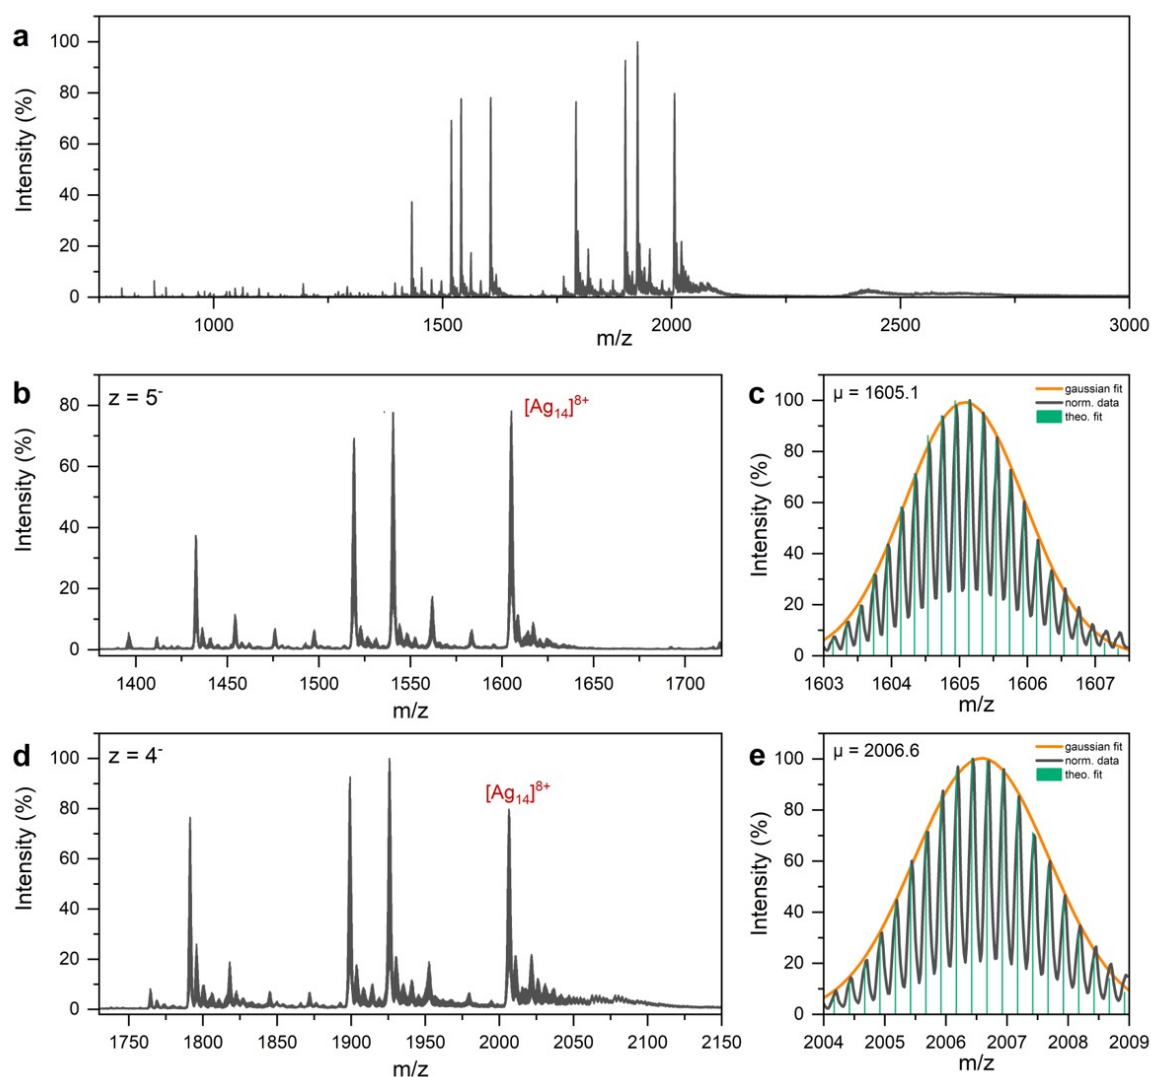 a
Intensity (%)
100
80
60
40
20
0
1000 1500 2000 2500 3000
m/z
b
z = 5-
[Ag14]8+
Intensity (%)
80
60
40
20
0
1400 1450 1500 1550 1600 1650 1700
m/z
c
μ = 1605.1
gaussian fit
norm. data
theo. fit
Intensity (%)
100
80
60
40
20
0
1603 1604 1605 1606 1607
m/z
d
z = 4-
[Ag14]8+
Intensity (%)
100
80
60
40
20
0
1750 1800 1850 1900 1950 2000 2050 2100 2150
m/z
e
μ = 2006.6
gaussian fit
norm. data
theo. fit
Intensity (%)
100
80
60
40
20
0
2004 2005 2006 2007 2008 2009
m/z